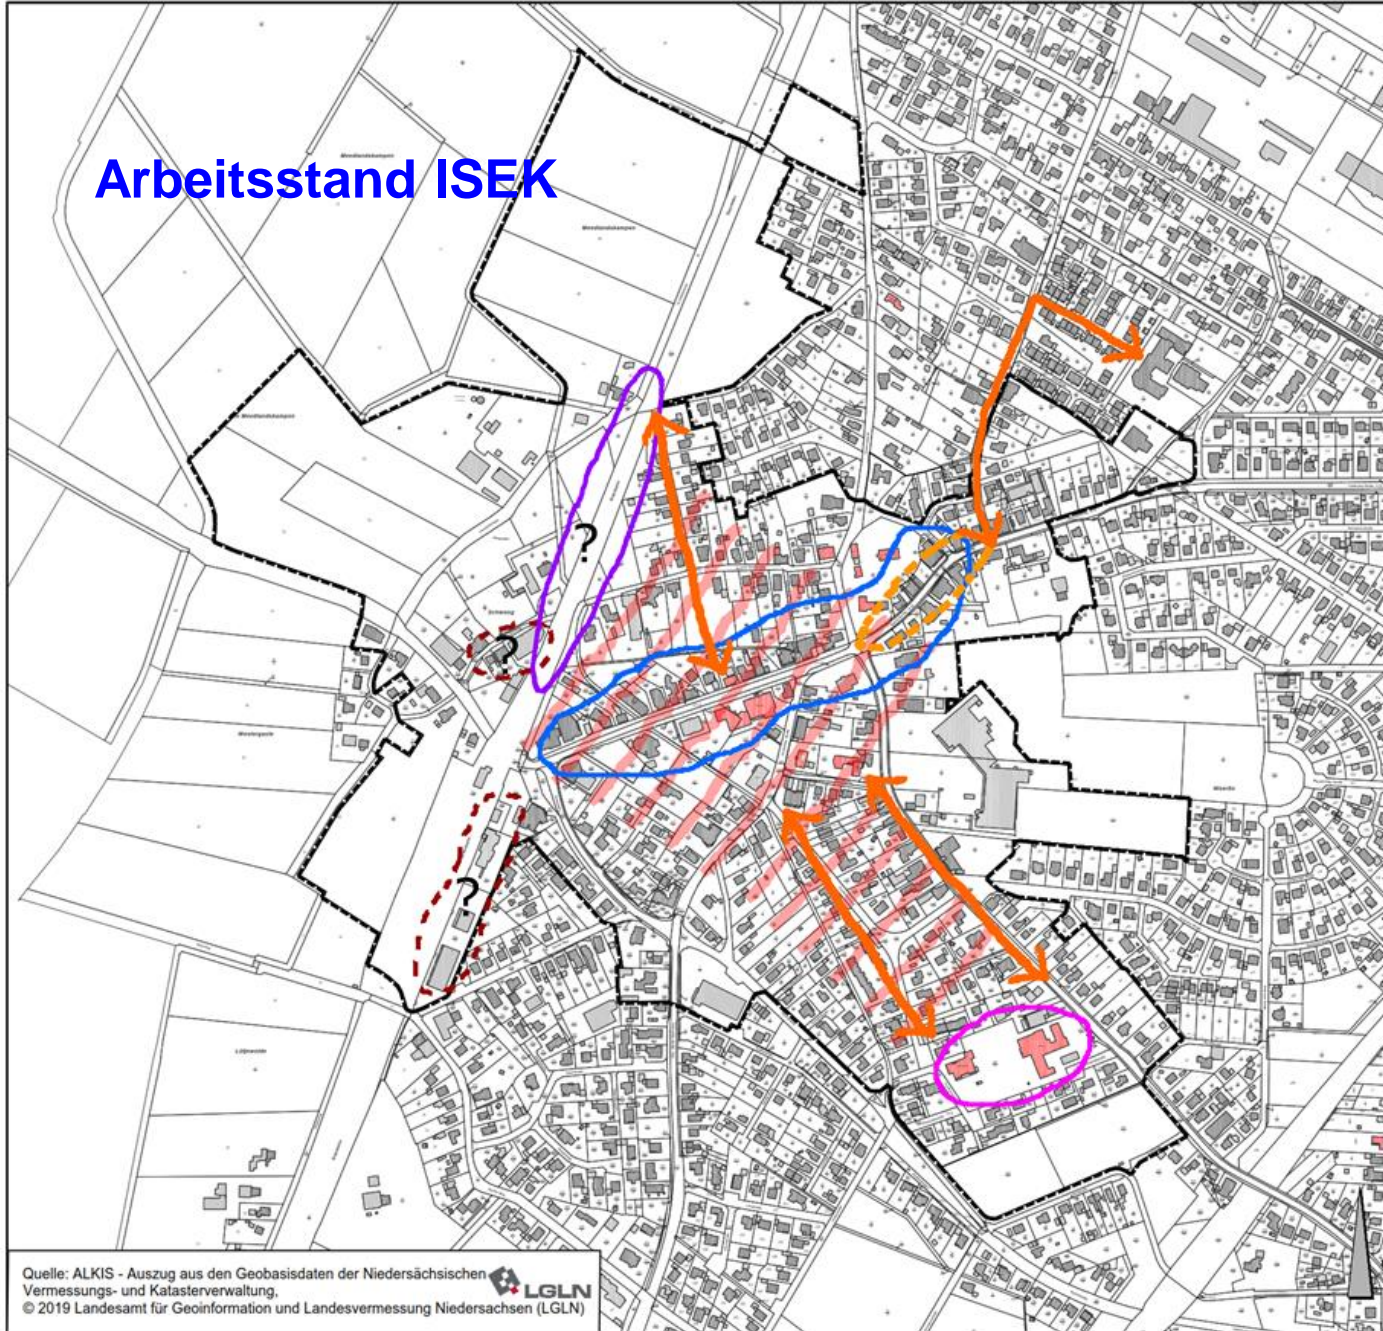 Arbeitsstand ISEK
?
?
?
Quelle: ALKIS - Auszug aus den Geobasisdaten der Niedersächsischen
Vermessungs- und Katasterverwaltung,
© 2019 Landesamt für Geoinformation und Landesvermessung Niedersachsen (LGLN)
LGLN